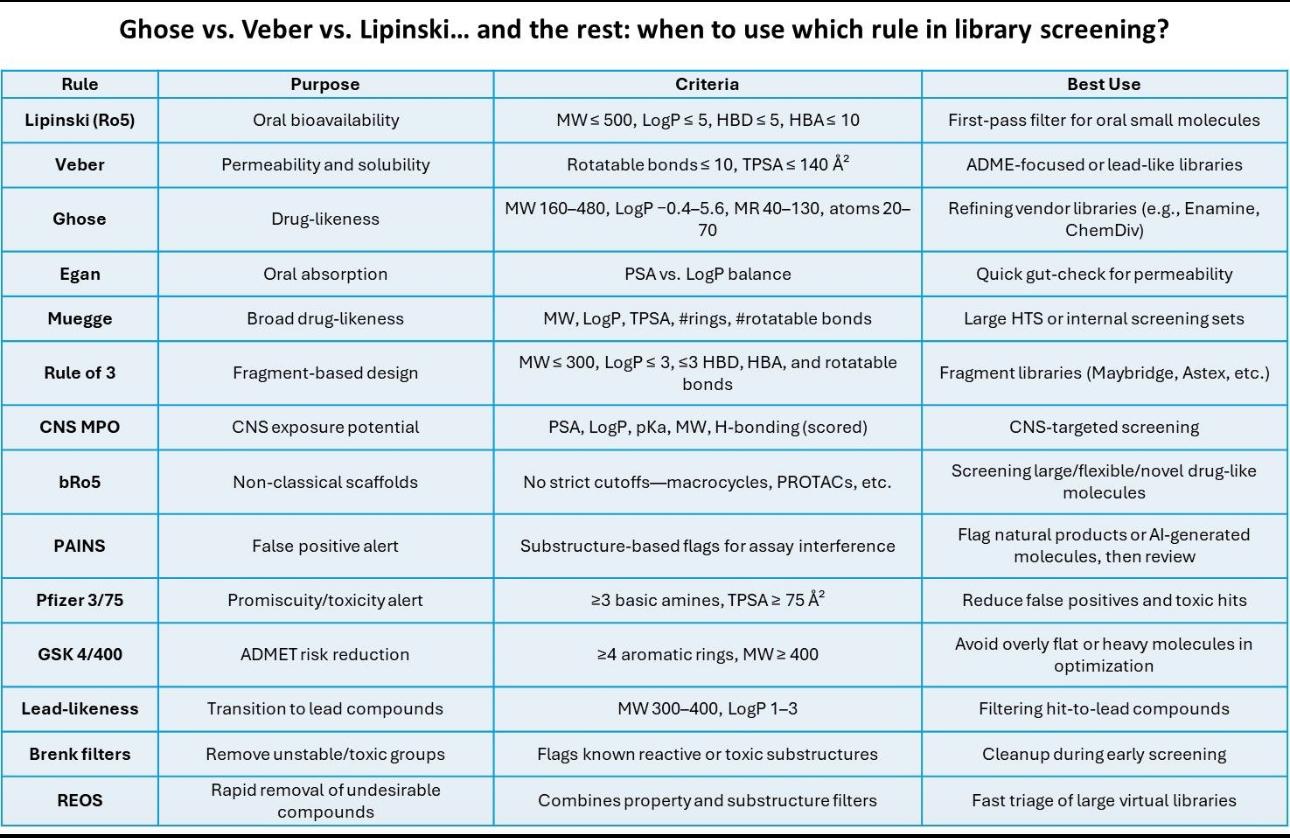 Ghose vs. Veber vs. Lipinski... and the rest: when to use which rule in library screening?
Rule Purpose Criteria Best Use
Lipinski (Ro5) Oral bioavailability MW ≤ 500, LogP ≤ 5, HBD ≤ 5, HBA ≤ 10 First-pass filter for oral small molecules
Veber Permeability and solubility Rotatable bonds ≤ 10, TPSA ≤ 140 Å² ADME-focused or lead-like libraries
Ghose Drug-likeness MW 160–480, LogP −0.4–5.6, MR 40–130, atoms 20–
70 Refining vendor libraries (e.g., Enamine,
ChemDiv)
Egan Oral absorption PSA vs. LogP balance Quick gut-check for permeability
Muegge Broad drug-likeness MW, LogP, TPSA, #rings, #rotatable bonds Large HTS or internal screening sets
Rule of 3 Fragment-based design MW ≤ 300, LogP ≤ 3, ≤3 HBD, HBA, and rotatable
bonds Fragment libraries (Maybridge, Astex, etc.)
CNS MPO CNS exposure potential PSA, LogP, pKa, MW, H-bonding (scored) CNS-targeted screening
bRo5 Non-classical scaffolds No strict cutoffs—macrocycles, PROTACs, etc. Screening large/flexible/novel drug-like
molecules
PAINS False positive alert Substructure-based flags for assay interference Flag natural products or AI-generated
molecules, then review
Pfizer 3/75 Promiscuity/toxicity alert ≥3 basic amines, TPSA ≥ 75 Å² Reduce false positives and toxic hits
GSK 4/400 ADMET risk reduction ≥4 aromatic rings, MW ≥ 400 Avoid overly flat or heavy molecules in
optimization
Lead-likeness Transition to lead compounds MW 300–400, LogP 1–3 Filtering hit-to-lead compounds
Brenk filters Remove unstable/toxic groups Flags known reactive or toxic substructures Cleanup during early screening
REOS Rapid removal of undesirable
compounds Combines property and substructure filters Fast triage of large virtual libraries